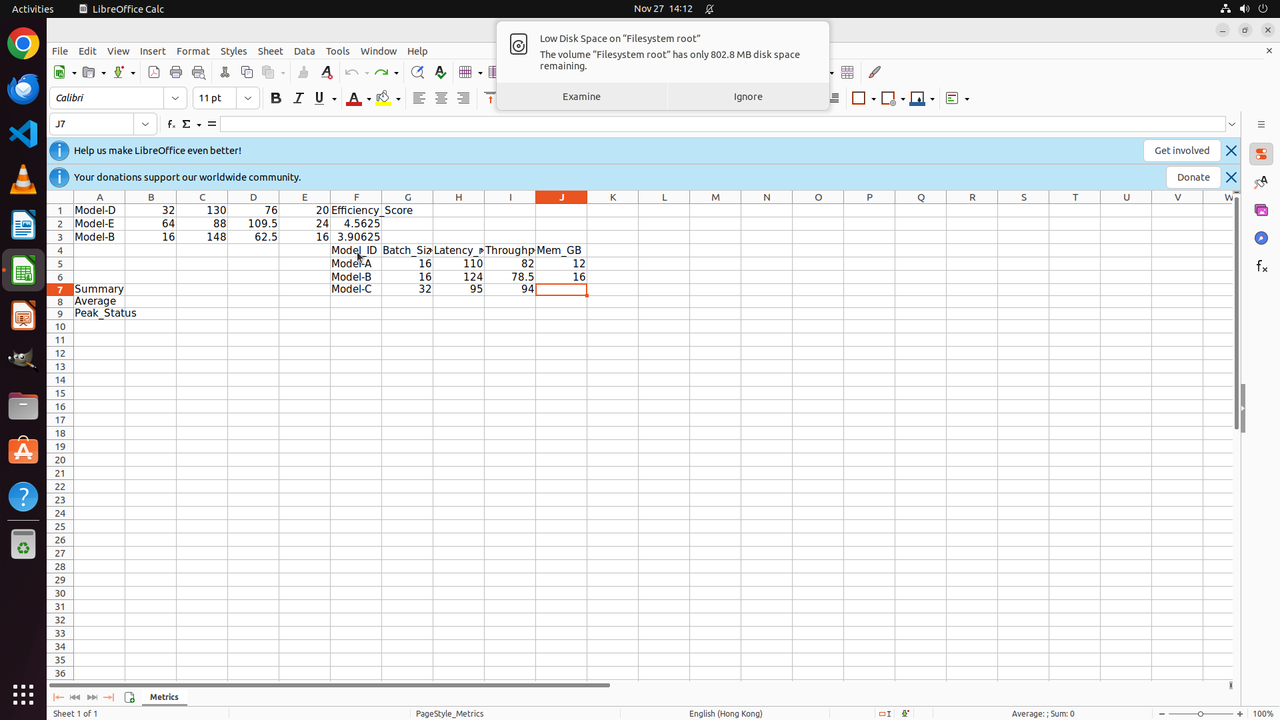 Activities LibreOffice Calc Nov 27 14:12
Low Disk Space on “Filesystem root”
The volume “Filesystem root” has only 802.8 MB disk space remaining.
Examine Ignore
File Edit View Insert Format Styles Sheet Data Tools Window Help
Calibri 11 pt
J7
Help us make LibreOffice even better! Get involved
Your donations support our worldwide community. Donate
A B C D E F G H I J K L M N O P Q R S T U V W
1 Model-D 32 130 76 20 Efficiency_Score
2 Model-E 64 88 109.5 24 4.5625
3 Model-B 16 148 62.5 16 3.90625
4 Model_ID Batch_Siz Latency_ Throughp Mem_GB
5 Model-A 16 110 82 12
6 Model-B 16 124 78.5 16
7 Summary Model-C 32 95 94
8 Average
9 Peak_Status
10
11
12
13
14
15
16
17
18
19
20
21
22
23
24
25
26
27
28
29
30
31
32
33
34
35
36
Metrics
Sheet 1 of 1 PageStyle_Metrics English (Hong Kong) Average: ; Sum: 0 100%